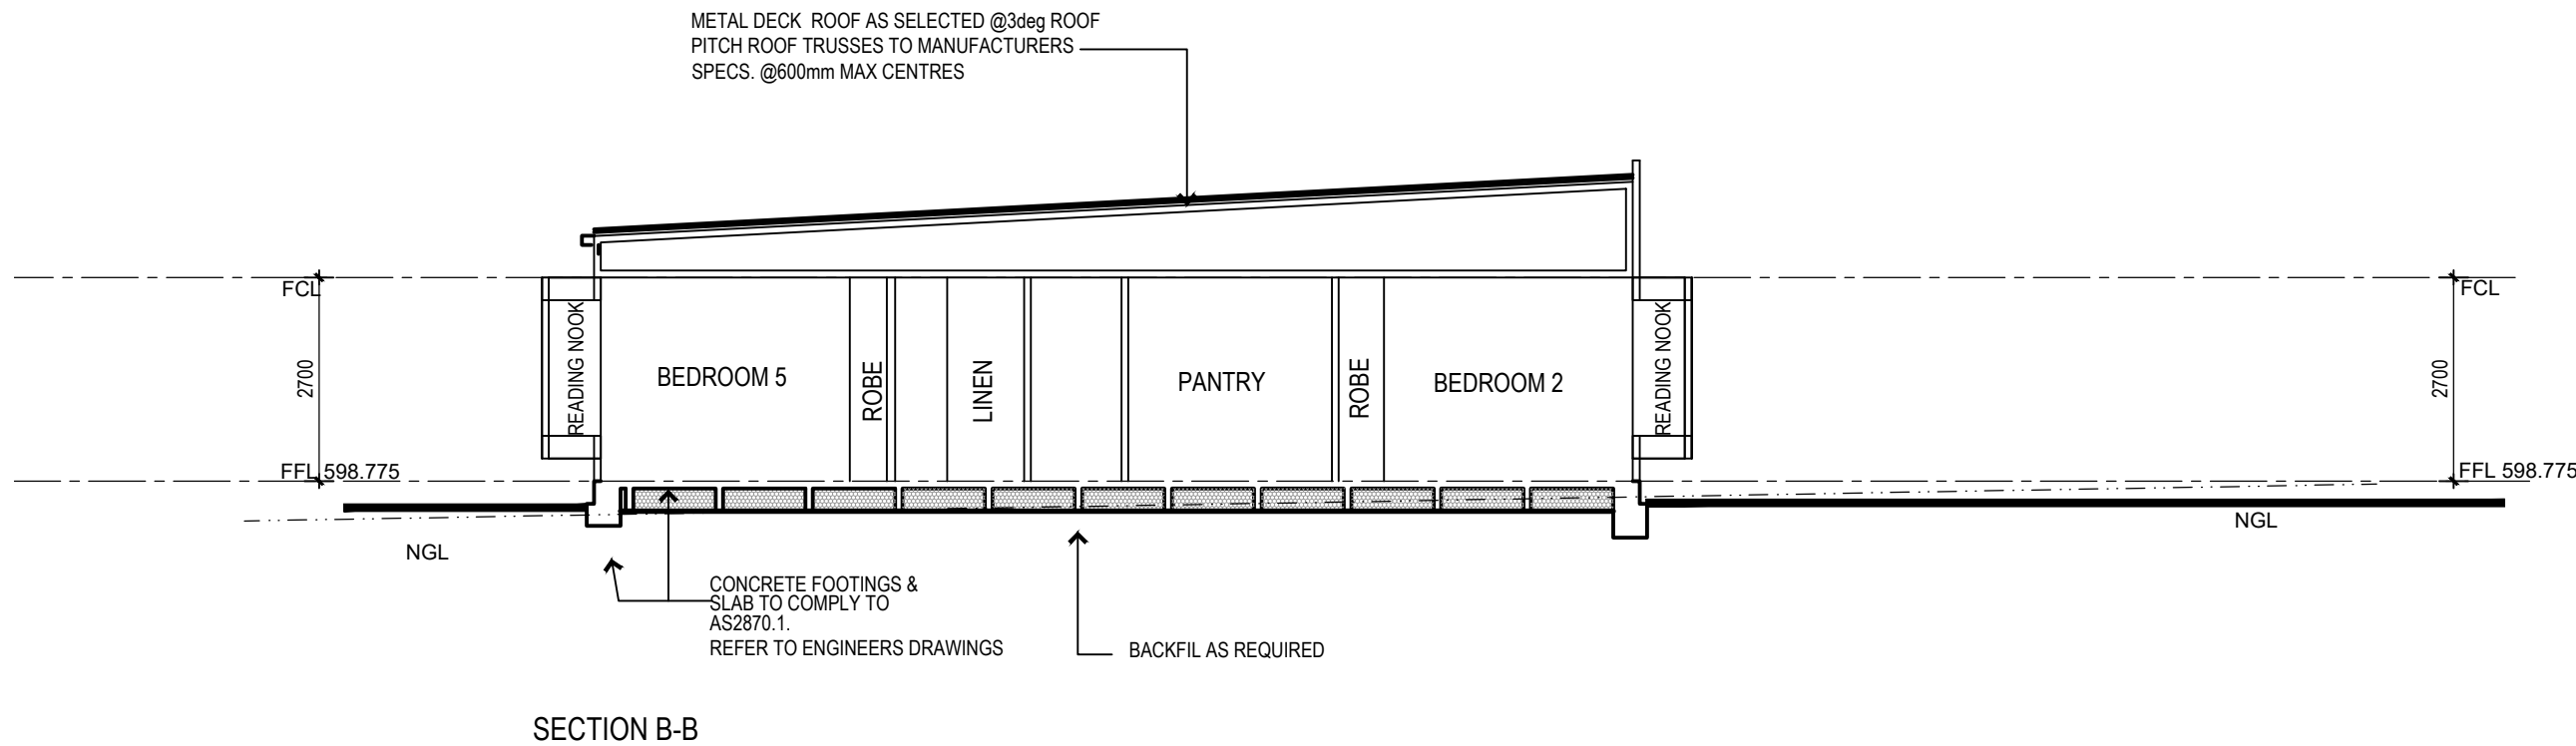 METAL DECK ROOF AS SELECTED @3deg ROOF
PITCH ROOF TRUSSES TO MANUFACTURERS
SPECS. @600mm MAX CENTRES
FCL
FCL
2700
READING NOOK
BEDROOM 5
ROBE
LINEN
PANTRY
ROBE
BEDROOM 2
READING NOOK
2700
FFL 598.775
FFL 598.775
NGL
NGL
CONCRETE FOOTINGS &
SLAB TO COMPLY TO
AS2870.1.
REFER TO ENGINEERS DRAWINGS
BACKFIL AS REQUIRED
SECTION B-B